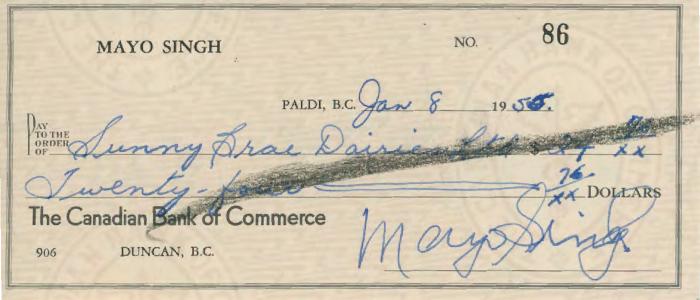 MAYO SINGH NO. 86
PALDI, B.C. Jan 8 1955.
PAY TO THE ORDER OF Sunny Brae Dairies Ltd $ 24 76/xx
Twenty-four 76/xx DOLLARS
The Canadian Bank of Commerce
906 DUNCAN, B.C.
Mayo Singh